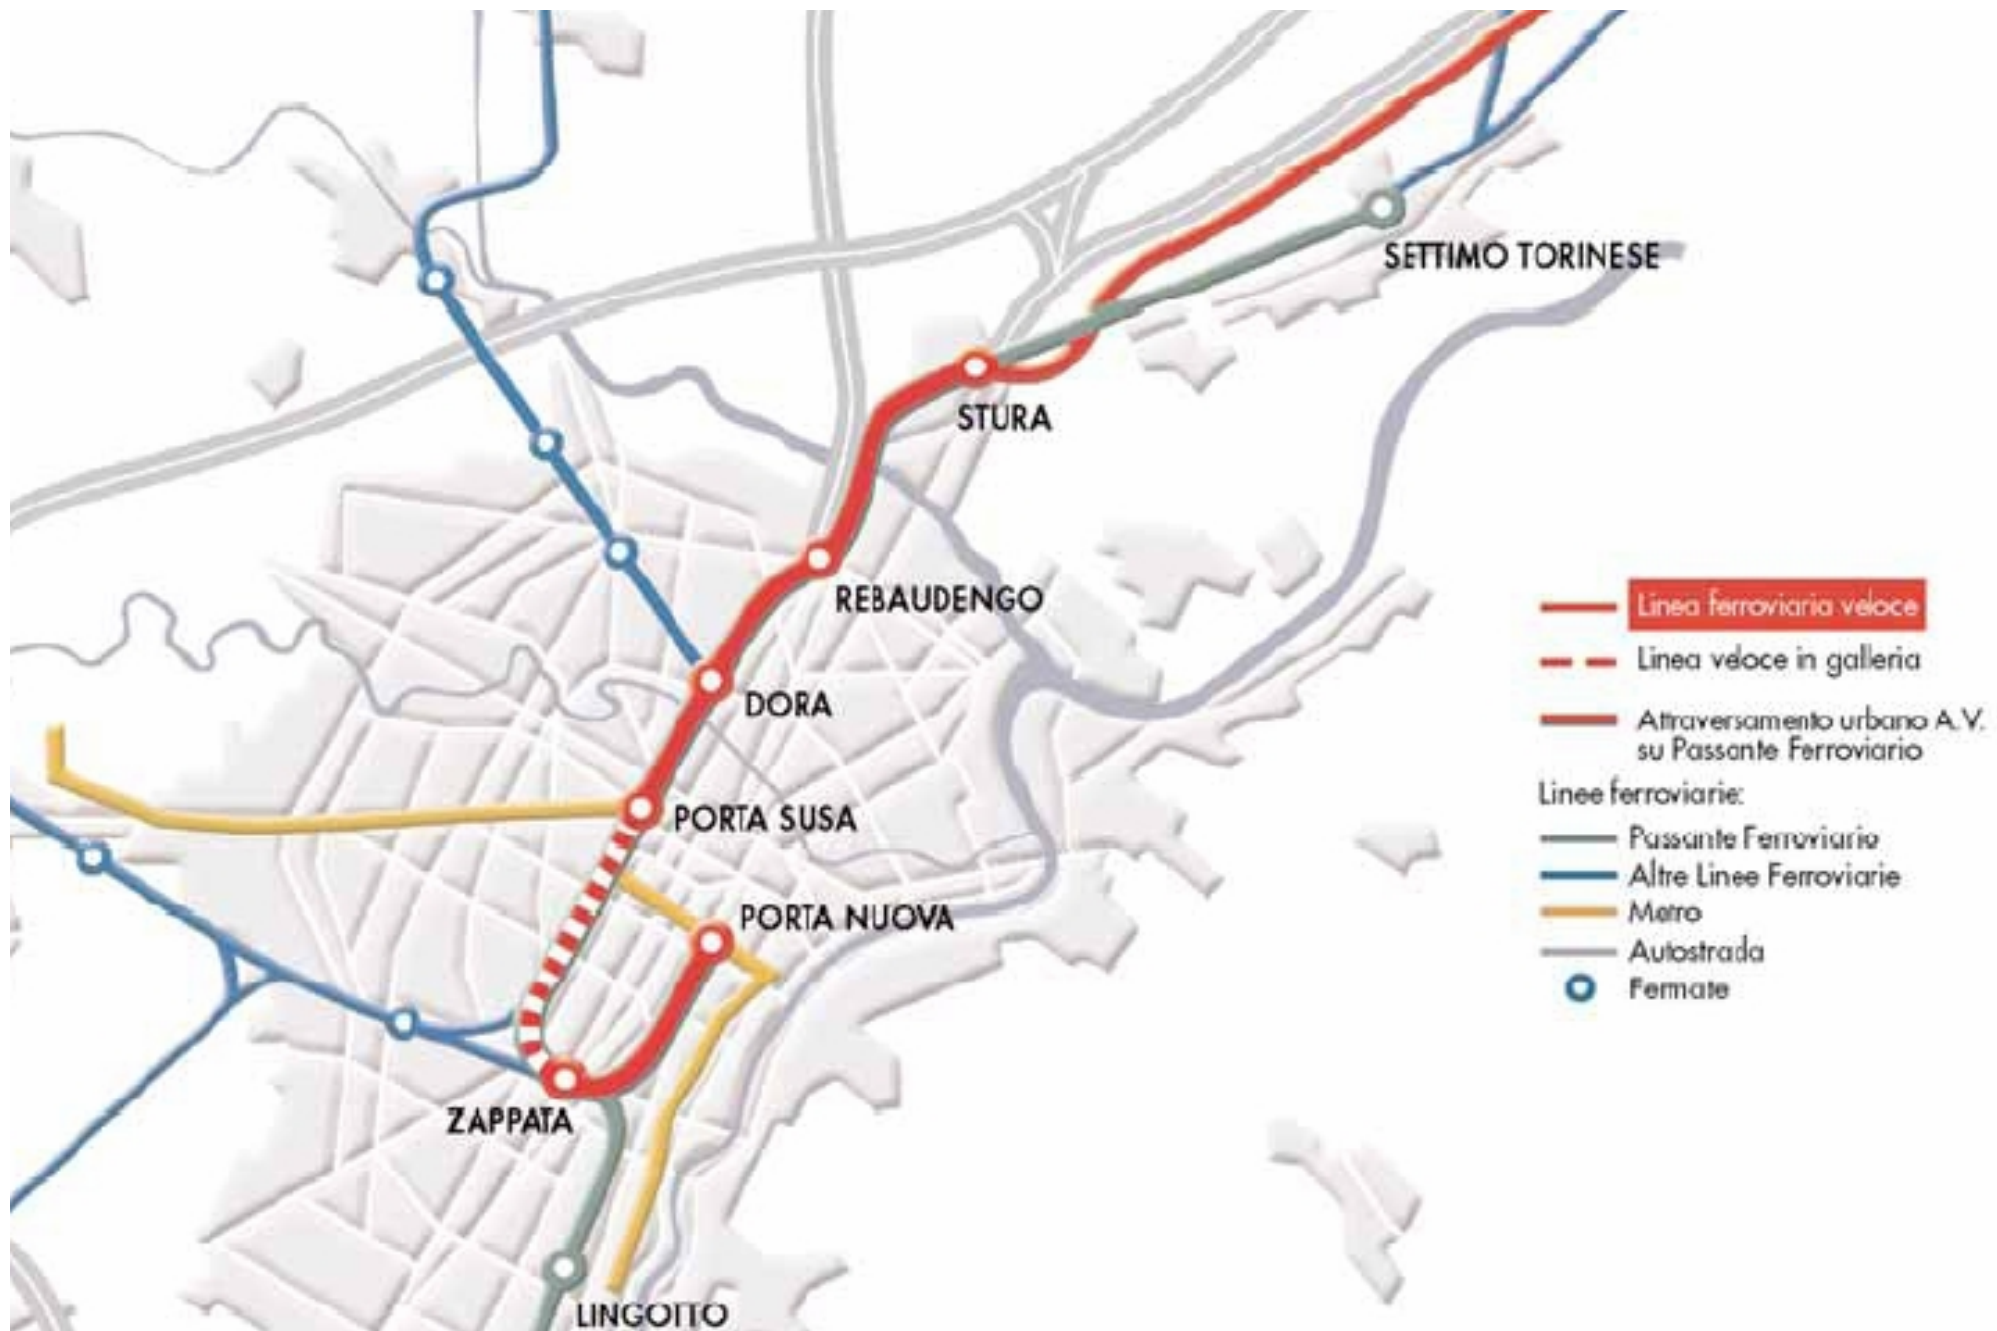 SETTIMO TORINESE
STURA
REBAUDENGO
DORA
PORTA SUSA
PORTA NUOVA
ZAPPATA
LINGOTTO
Linea ferroviaria veloce
Linea veloce in galleria
Attraversamento urbano A.V.
su Passante Ferroviario
Linee ferroviarie:
Passante Ferroviario
Altre Linee Ferroviarie
Metro
Autostrada
Fermate